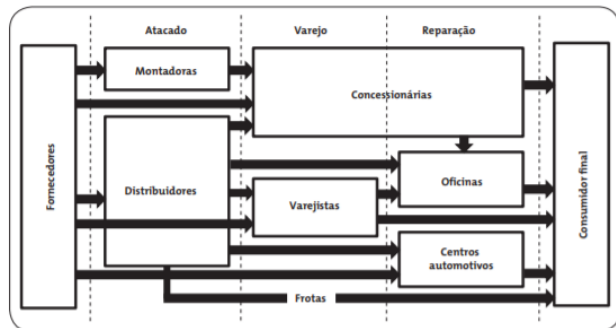 Atacado
Varejo
Reparação
Fornecedores
Montadoras
Concessionárias
Distribuidores
Varejistas
Oficinas
Centros
automotivos
Frotas
Consumidor final